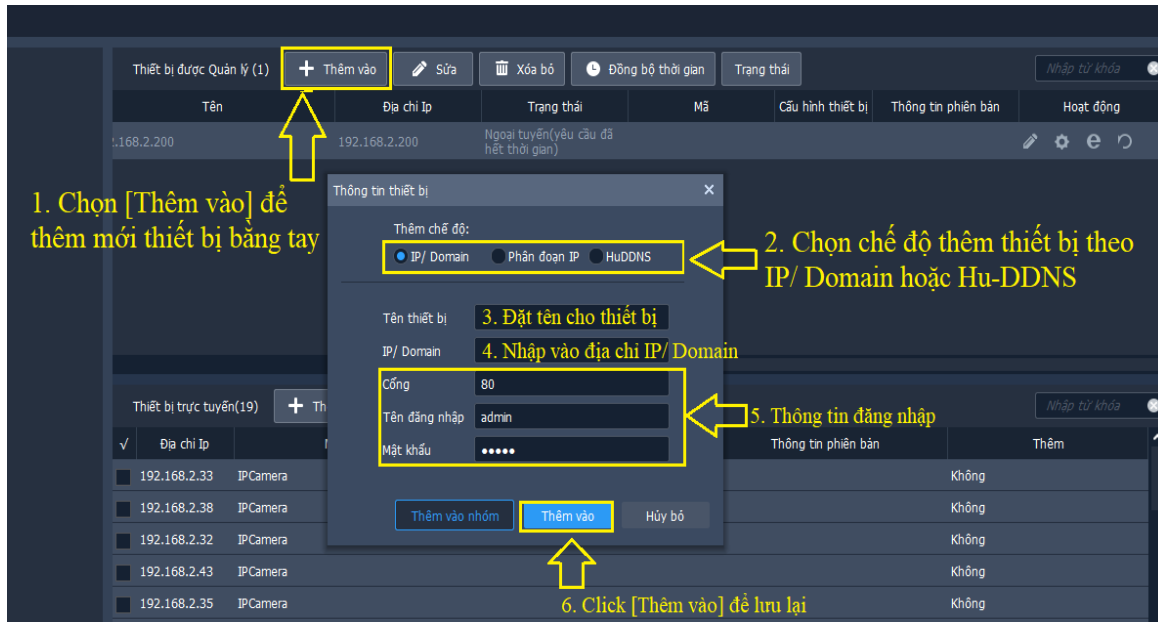 Thiết bị được Quản lý (1)
Thêm vào
Sửa
Xóa bỏ
Đồng bộ thời gian
Trạng thái
Nhập từ khóa
Tên
Địa chỉ Ip
Trạng thái
Mã
Cấu hình thiết bị
Thông tin phiên bản
Hoạt động
.168.2.200
192.168.2.200
Ngoại tuyến(yêu cầu đã
hết thời gian)
1. Chọn [Thêm vào] để
thêm mới thiết bị bằng tay
Thông tin thiết bị
Thêm chế độ:
IP/ Domain
Phân đoạn IP
HuDDNS
2. Chọn chế độ thêm thiết bị theo
IP/ Domain hoặc Hu-DDNS
Tên thiết bị
3. Đặt tên cho thiết bị
IP/ Domain
4. Nhập vào địa chỉ IP/ Domain
Cổng
80
Tên đăng nhập
admin
Mật khẩu
•••••
5. Thông tin đăng nhập
Thêm vào nhóm
Thêm vào
Hủy bỏ
6. Click [Thêm vào] để lưu lại
Thiết bị trực tuyến(19)
Th
Nhập từ khóa
√
Địa chỉ Ip
Thông tin phiên bản
Thêm
192.168.2.33
IPCamera
Không
192.168.2.38
IPCamera
Không
192.168.2.32
IPCamera
Không
192.168.2.43
IPCamera
Không
192.168.2.35
IPCamera
Không